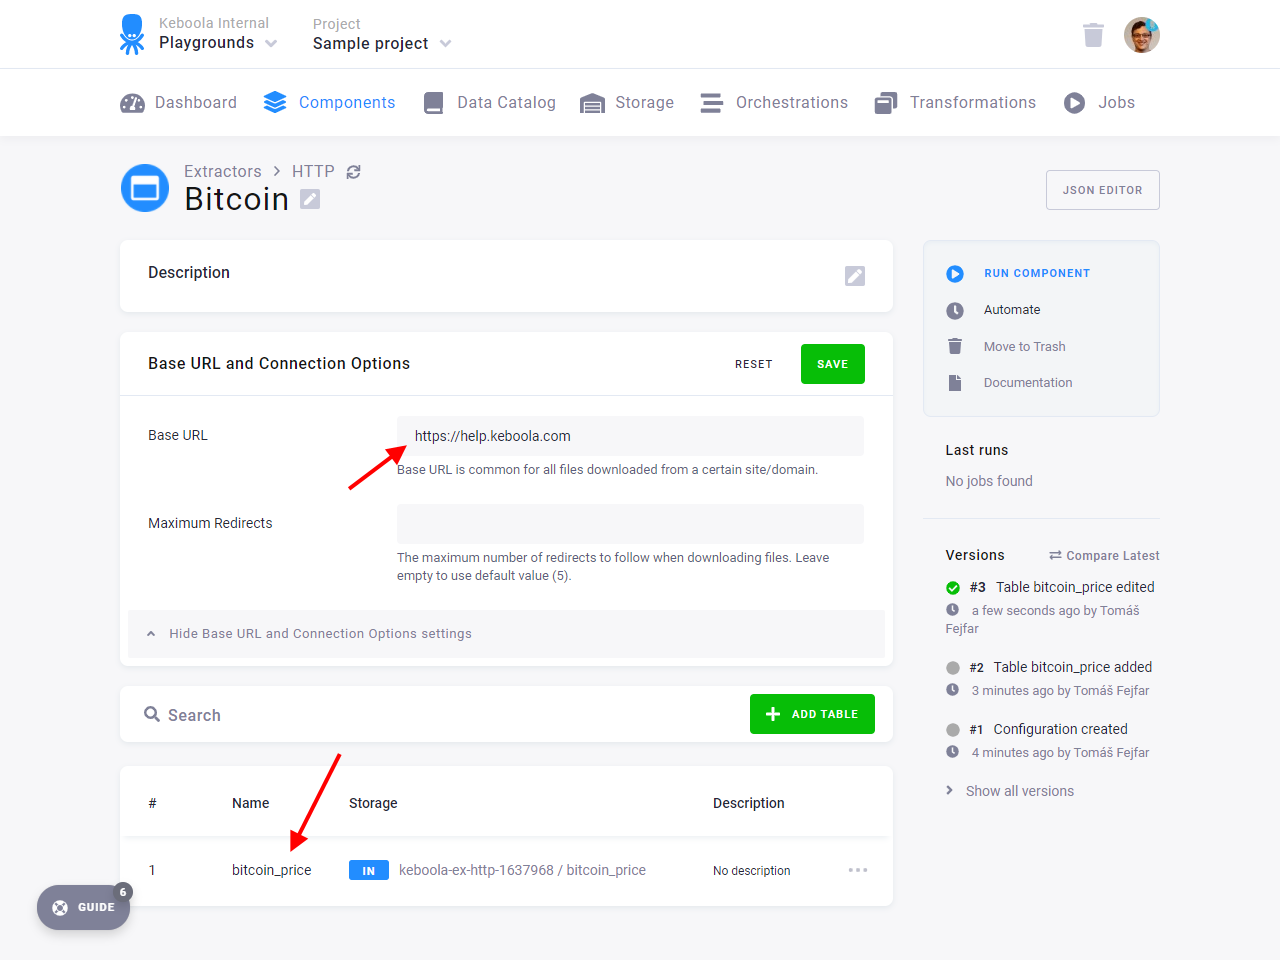 Keboola Internal
Playgrounds
Project
Sample project
Dashboard
Components
Data Catalog
Storage
Orchestrations
Transformations
Jobs
Extractors > HTTP
Bitcoin
JSON EDITOR
Description
Base URL and Connection Options
RESET
SAVE
Base URL
https://help.keboola.com
Base URL is common for all files downloaded from a certain site/domain.
Maximum Redirects
The maximum number of redirects to follow when downloading files. Leave
empty to use default value (5).
Hide Base URL and Connection Options settings
Search
ADD TABLE
# Name Storage Description
1 bitcoin_price IN keboola-ex-http-1637968 / bitcoin_price No description
GUIDE
6
RUN COMPONENT
Automate
Move to Trash
Documentation
Last runs
No jobs found
Versions
Compare Latest
#3 Table bitcoin_price edited
a few seconds ago by Tomáš
Fejfar
#2 Table bitcoin_price added
3 minutes ago by Tomáš Fejfar
#1 Configuration created
4 minutes ago by Tomáš Fejfar
Show all versions